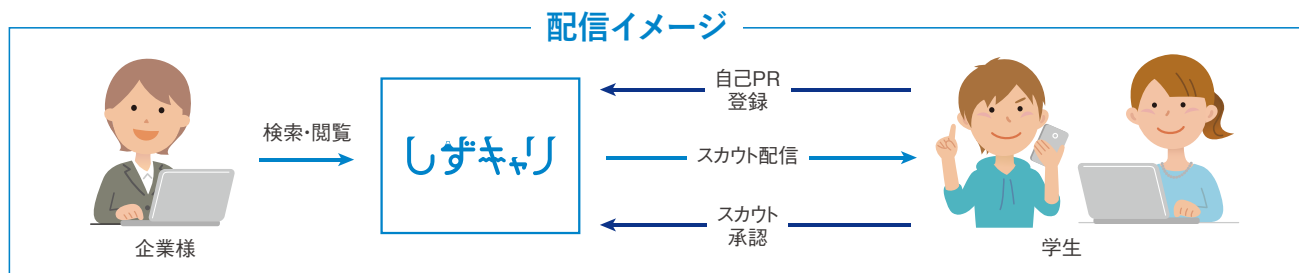 配信イメージ
自己PR
登録
検索・閲覧
しずキャリ
スカウト配信
スカウト
承認
企業様
学生